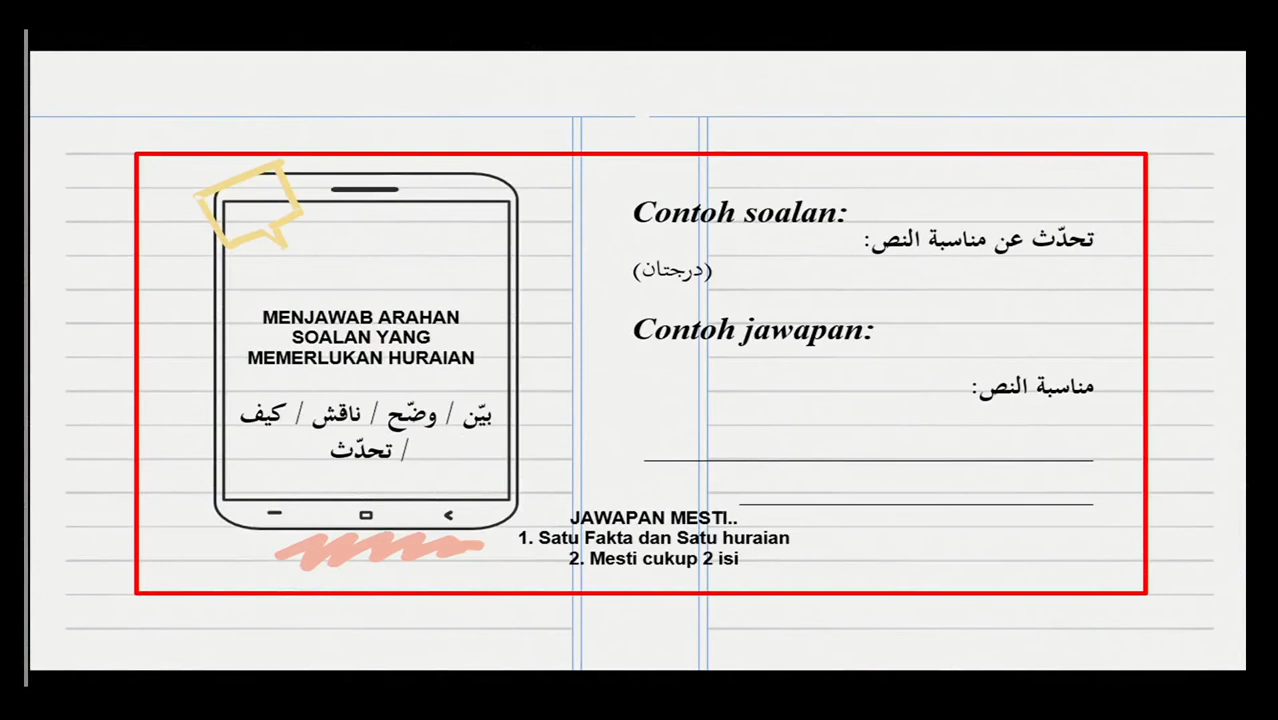 MENJAWAB ARAHAN
SOALAN YANG
MEMERLUKAN HURAIAN
بيّن / وضّح / ناقش / كيف
/ تحدّث
Contoh soalan:
تحدّث عن مناسبة النص:
(درجتان)
Contoh jawapan:
مناسبة النص:
JAWAPAN MESTI..
1. Satu Fakta dan Satu huraian
2. Mesti cukup 2 isi